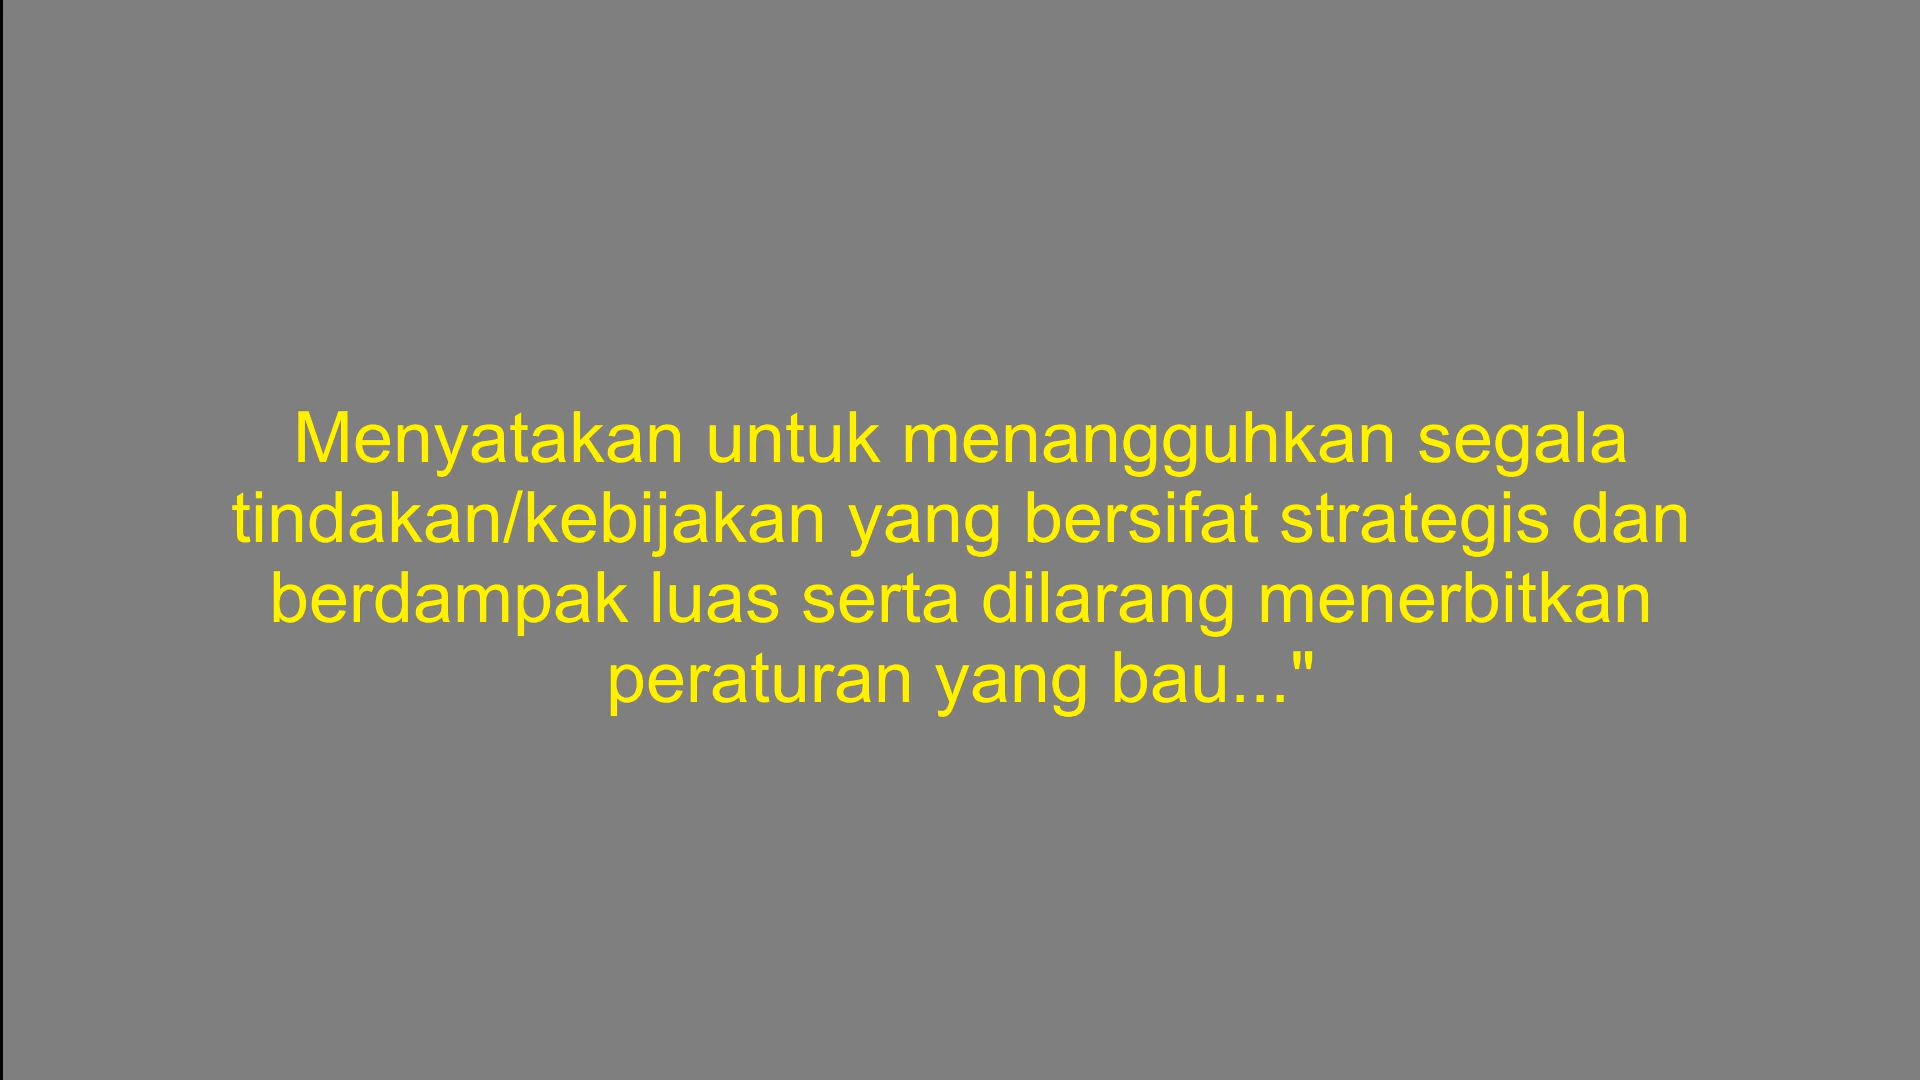 Menyatakan untuk menangguhkan segala
tindakan/kebijakan yang bersifat strategis dan
berdampak luas serta dilarang menerbitkan
peraturan yang bau..."